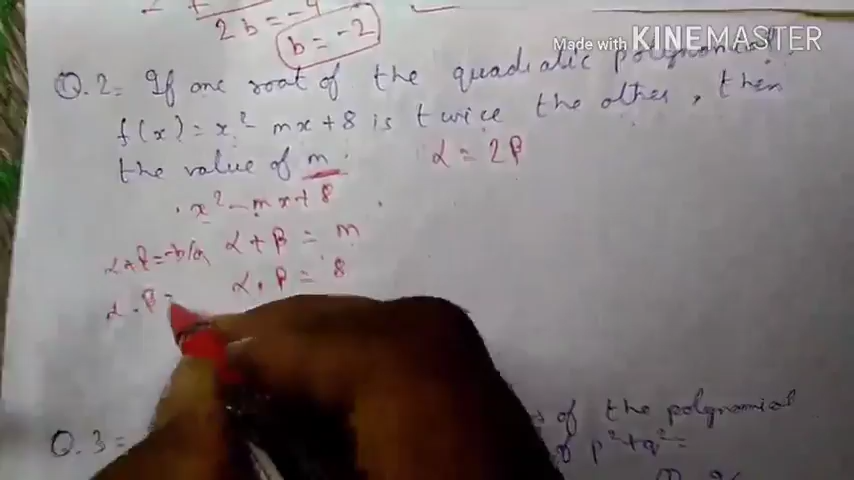 2b = -4
b = -2
Made with KINEMASTER
Q.2= If one root of the quadratic polynomial
f(x) = x² mx + 8 is twice the other, then
the value of m.
α = 2β
x² - mx + 8
α+β = -b/a α + β = m
α . β = α . β = 8
Q.3 = of the polynomial
of p² + q² =